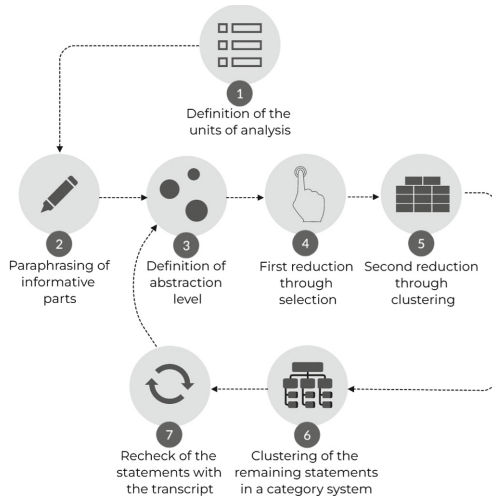 1
Definition of the
units of analysis
2
Paraphrasing of
informative
parts
3
Definition of
abstraction
level
4
First reduction
through
selection
5
Second reduction
through
clustering
6
Clustering of the
remaining statements
in a category system
7
Recheck of the
statements with
the transcript